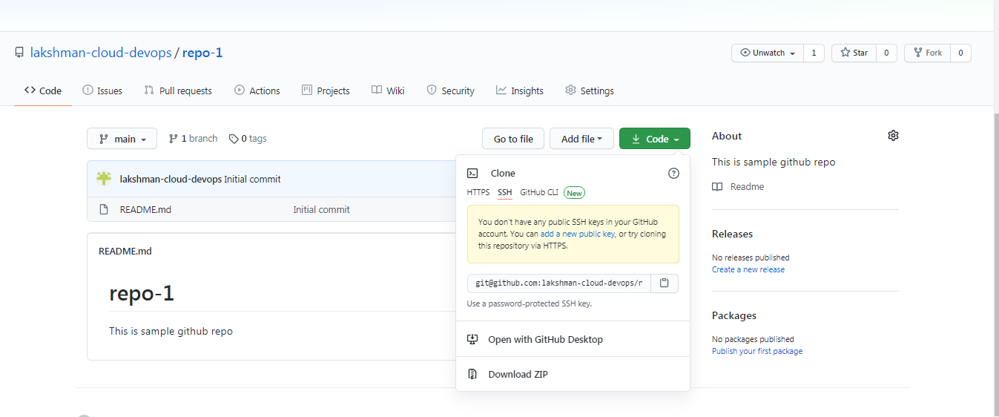 lakshman-cloud-devops / repo-1
Unwatch 1
Star 0
Fork 0
Code
Issues
Pull requests
Actions
Projects
Wiki
Security
Insights
Settings
main
1 branch
0 tags
Go to file
Add file
Code
lakshman-cloud-devops Initial commit
README.md Initial commit
README.md
repo-1
This is sample github repo
Clone
HTTPS SSH GitHub CLI New
You don't have any public SSH keys in your GitHub
account. You can add a new public key, or try cloning
this repository via HTTPS.
git@github.com:lakshman-cloud-devops/r
Use a password-protected SSH key.
Open with GitHub Desktop
Download ZIP
About
This is sample github repo
Readme
Releases
No releases published
Create a new release
Packages
No packages published
Publish your first package